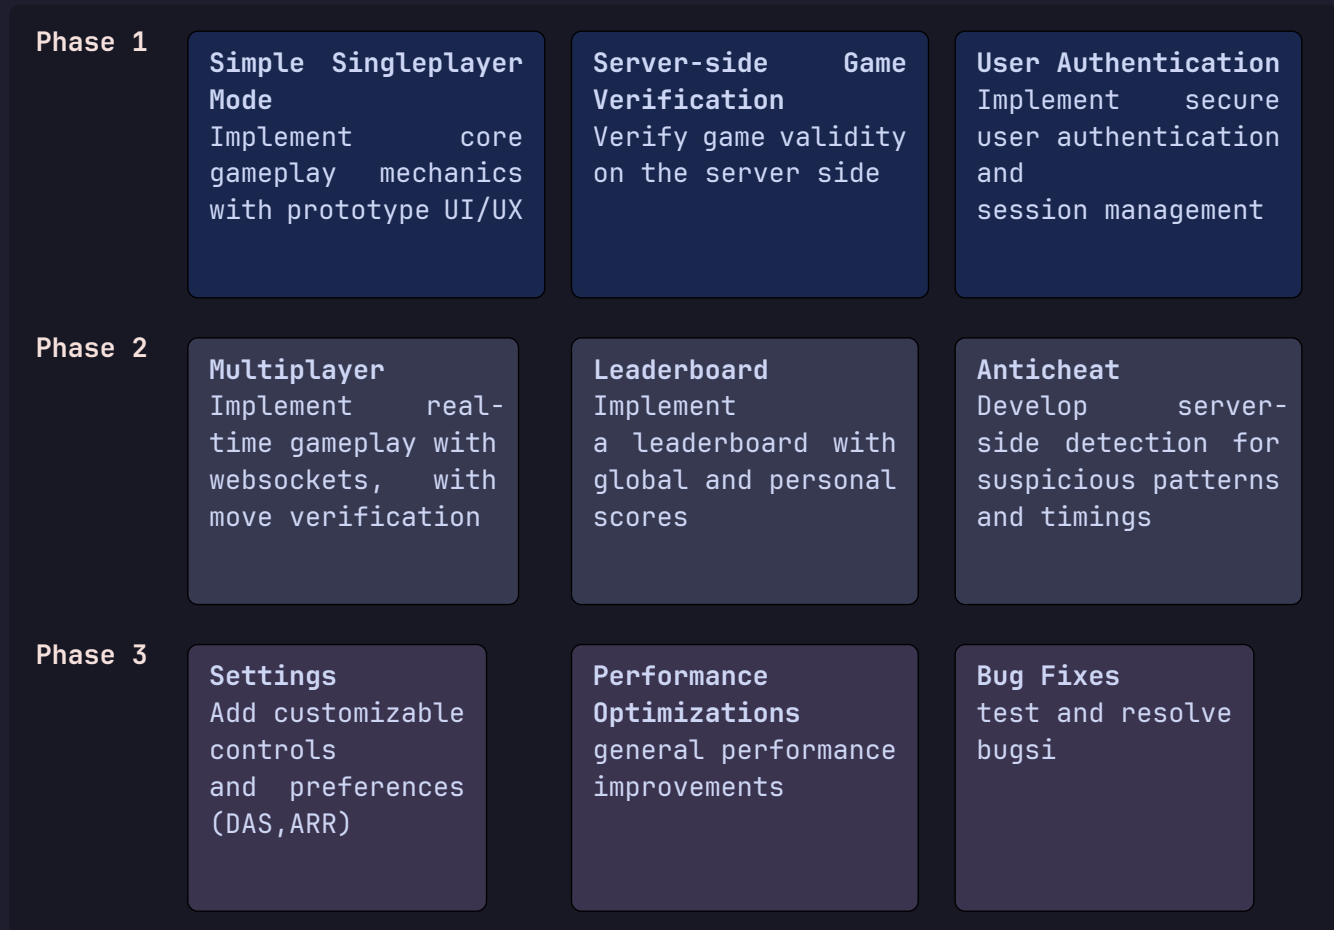 Phase 1
Simple Singleplayer
Mode
Implement core
gameplay mechanics
with prototype UI/UX
Server-side Game
Verification
Verify game validity
on the server side
User Authentication
Implement secure
user authentication
and
session management
Phase 2
Multiplayer
Implement real-
time gameplay with
websockets, with
move verification
Leaderboard
Implement
a leaderboard with
global and personal
scores
Anticheat
Develop server-
side detection for
suspicious patterns
and timings
Phase 3
Settings
Add customizable
controls
and preferences
(DAS,ARR)
Performance
Optimizations
general performance
improvements
Bug Fixes
test and resolve
bugsi